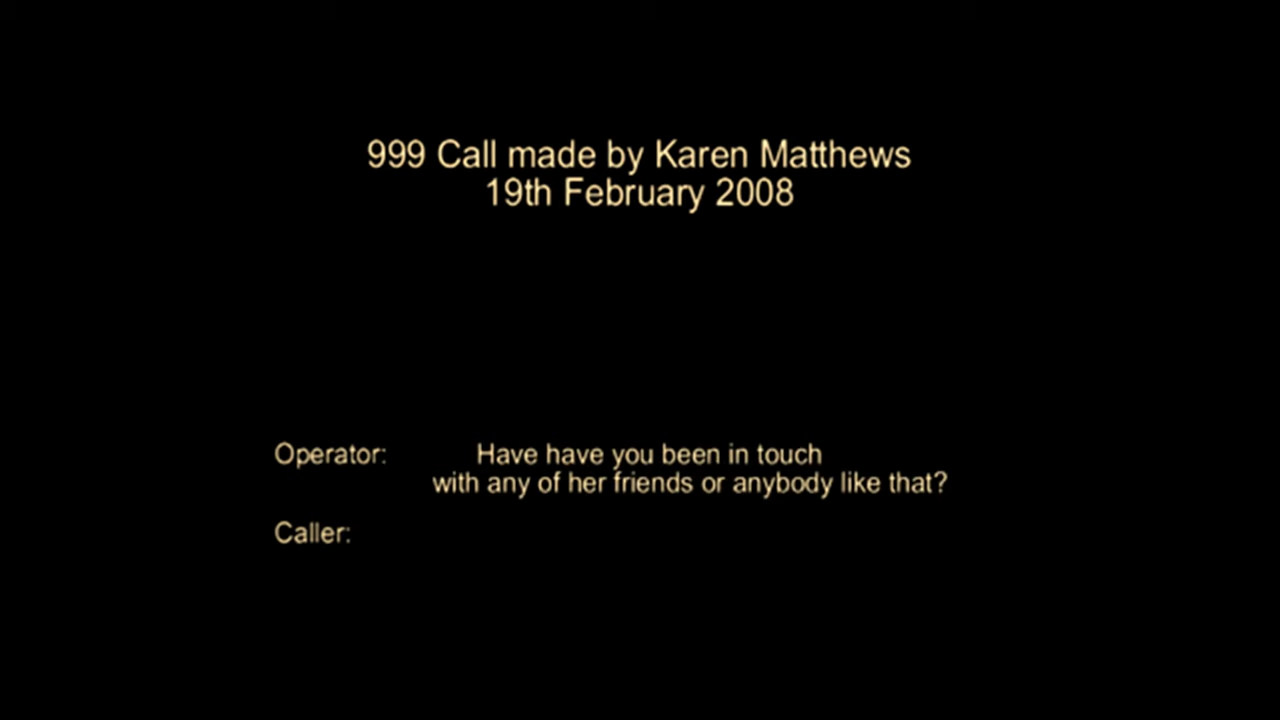 999 Call made by Karen Matthews
19th February 2008
Operator: Have have you been in touch
with any of her friends or anybody like that?
Caller: